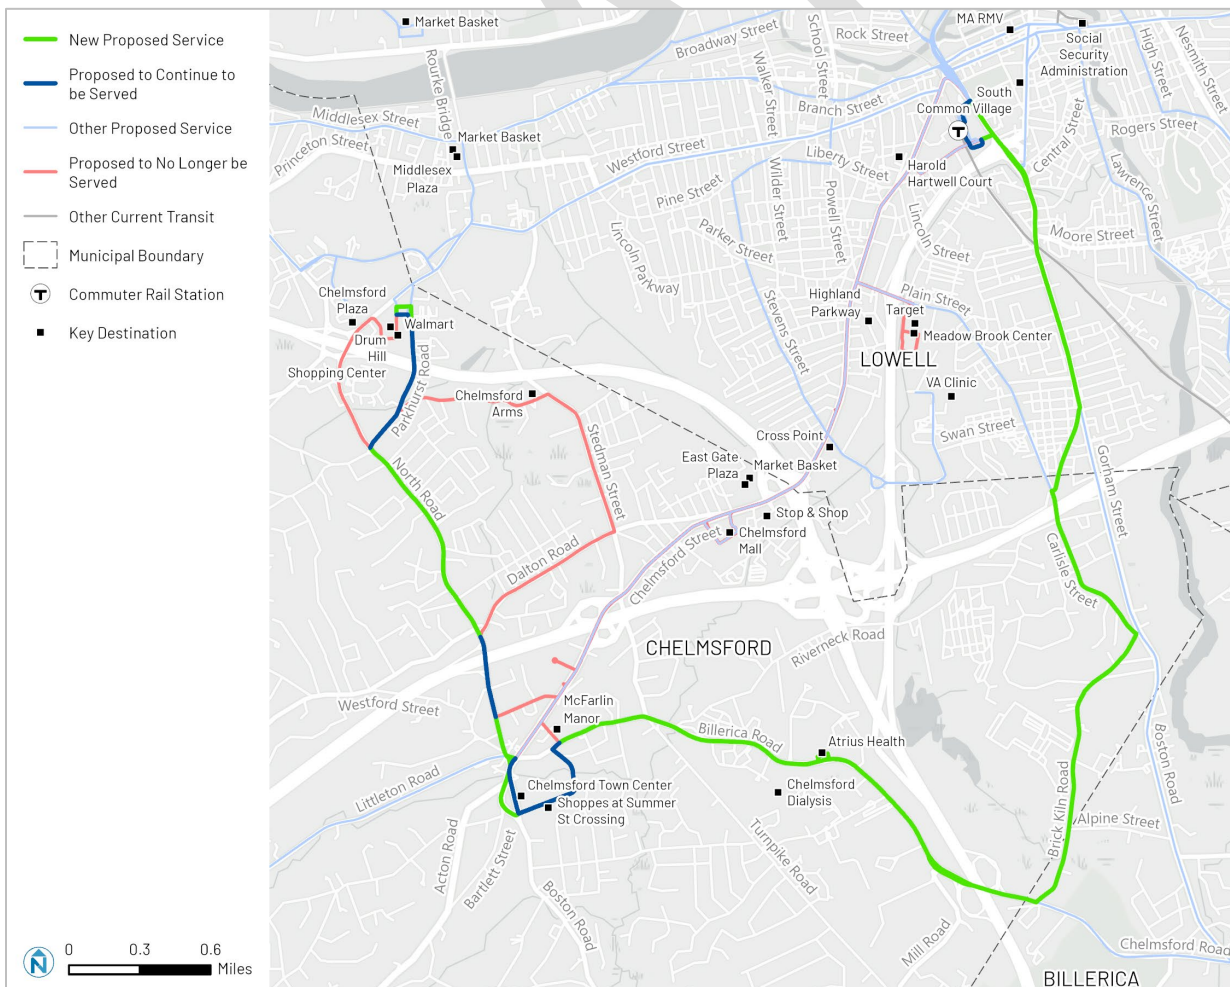 New Proposed Service
Proposed to Continue to
be Served
Other Proposed Service
Proposed to No Longer be
Served
Other Current Transit
Municipal Boundary
Commuter Rail Station
T
Key Destination
N
0 0.3 0.6
Miles
Market Basket
Rourke Bridge
Broadway Street
School Street
Rock Street
MA RMV
Social
Security
Administration
High Street
Nesmith Street
Middlesex Street
Princeton Street
Market Basket
Middlesex
Plaza
Westford Street
Walker Street
Branch Street
South
Common Village
T
Central Street
Rogers Street
Lawrence Street
Liberty Street
Harold
Hartwell Court
Pine Street
Wilder Street
Powell Street
Lincoln Street
Moore Street
Parker Street
Lincoln Parkway
Stevens Street
Highland
Parkway
Plain Street
Target
Meadow Brook Center
LOWELL
VA Clinic
Swan Street
Chelmsford
Plaza
Walmart
Drum
Hill
Shopping Center
Parkhurst Road
Chelmsford
Arms
Stedman Street
Cross Point
East Gate
Plaza
Market Basket
Stop & Shop
Chelmsford
Mall
Gorham Street
North Road
Dalton Road
Chelmsford Street
Carlisle Street
CHELMSFORD
Riverneck Road
Westford Street
McFarlin
Manor
Billerica Road
Atrius Health
Chelmsford
Dialysis
Littleton Road
Chelmsford Town Center
Shoppes at Summer
St Crossing
Boston Road
Brick Kiln Road
Alpine Street
Acton Road
Bartlett Street
Boston Road
Turnpike Road
Mill Road
Chelmsford Road
BILLERICA